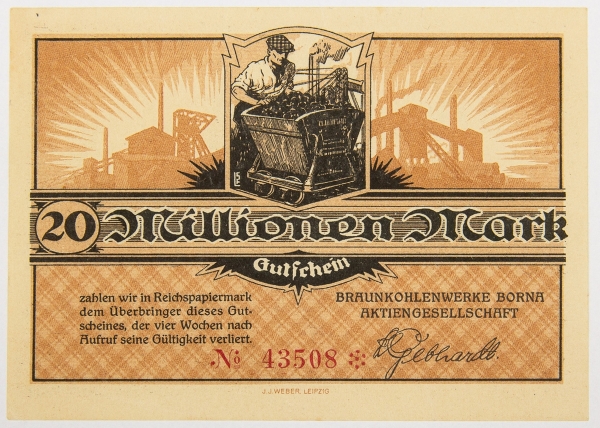 20 Millionen Mark
Gutschein
zahlen wir in Reichspapiermark
dem Überbringer dieses Gut-
scheines, der vier Wochen nach
Aufruf seine Gültigkeit verliert.
BRAUNKOHLENWERKE BORNA
AKTIENGESELLSCHAFT
Gebhardt.
No 43508
J.J. WEBER, LEIPZIG